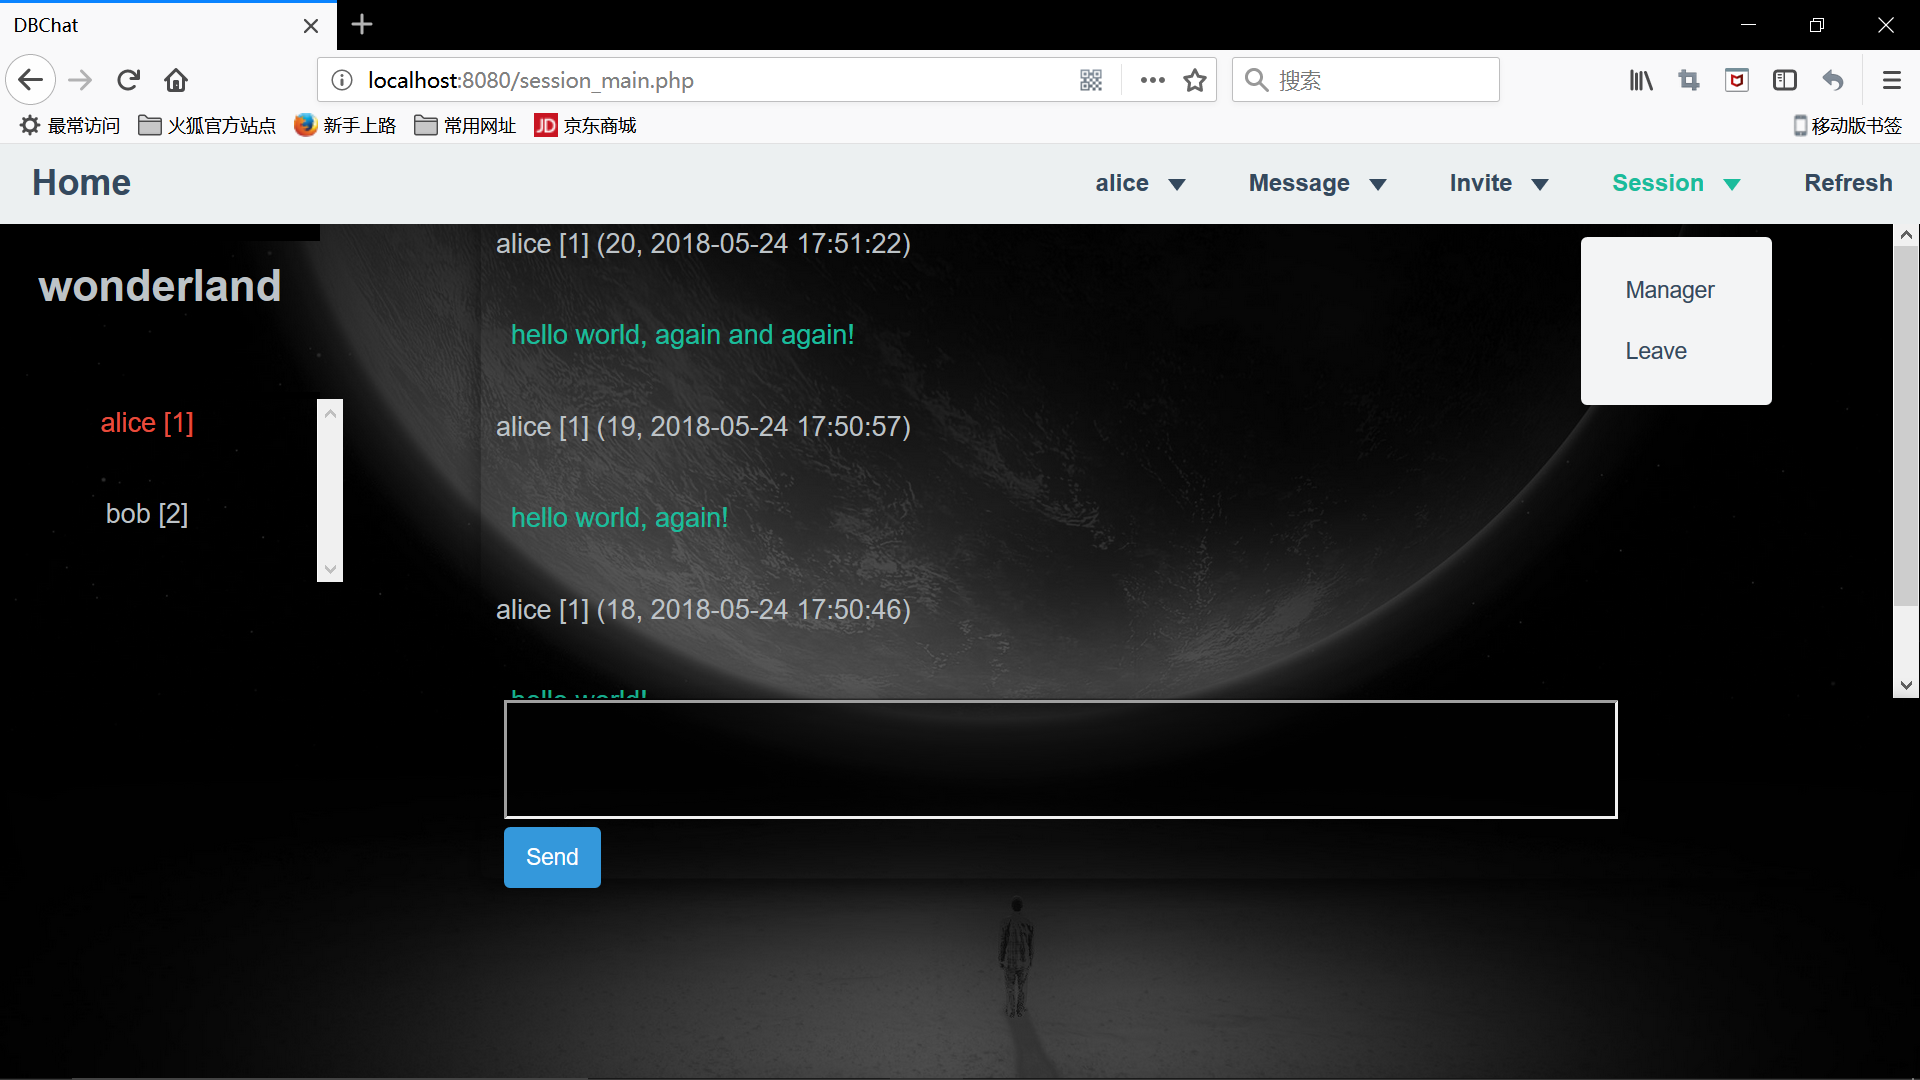 DBChat
localhost:8080/session_main.php
搜索
最常访问 火狐官方站点 新手上路 常用网址 JD 京东商城 移动版书签
Home alice Message Invite Session Refresh
Manager
Leave
wonderland
alice [1]
bob [2]
alice [1] (20, 2018-05-24 17:51:22)
hello world, again and again!
alice [1] (19, 2018-05-24 17:50:57)
hello world, again!
alice [1] (18, 2018-05-24 17:50:46)
hello world!
Send